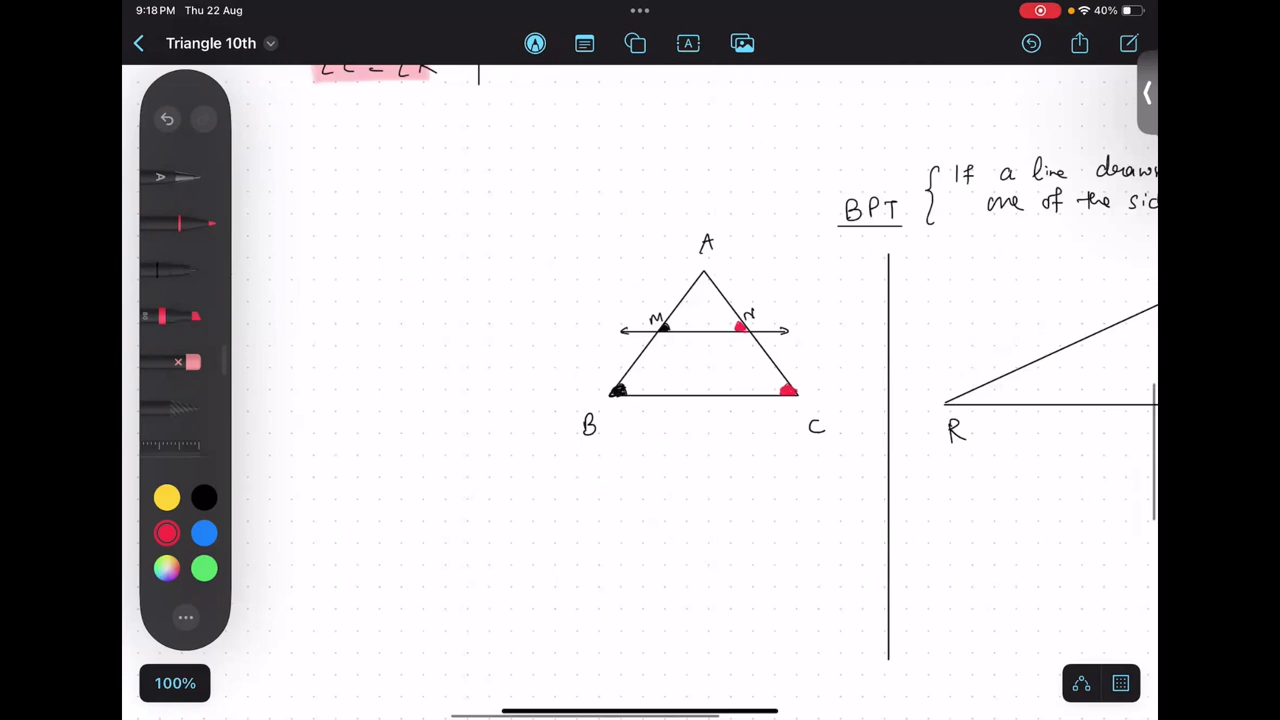 9:18 PM Thu 22 Aug
40%
Triangle 10th
A
If a line drawn
one of the sid
BPT
A
M
N
B
C
R
100%